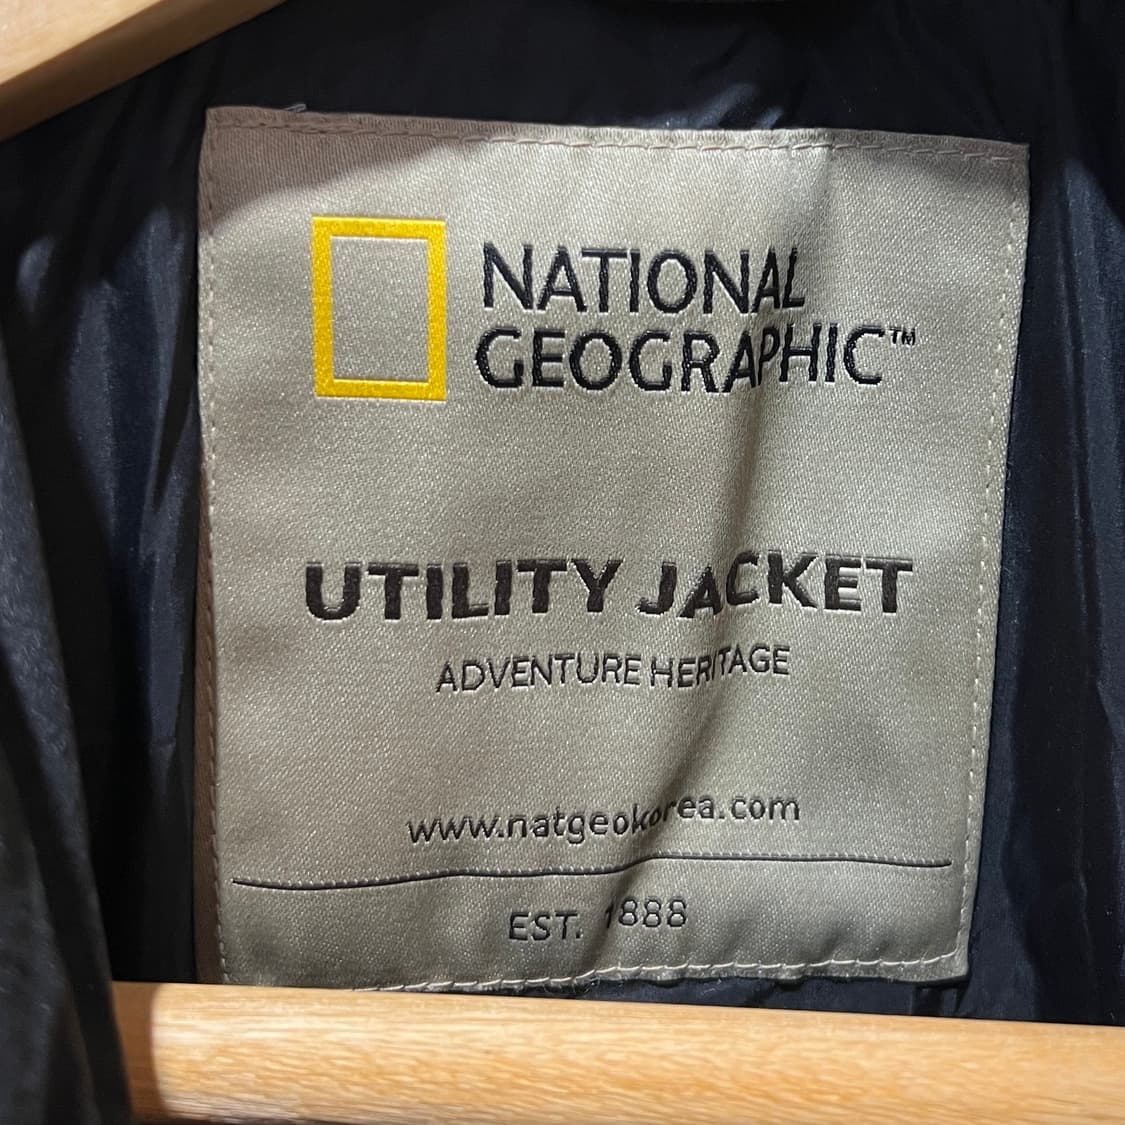 NATIONAL
GEOGRAPHIC™
UTILITY JACKET
ADVENTURE HERITAGE
www.natgeokorea.com
EST. 1888